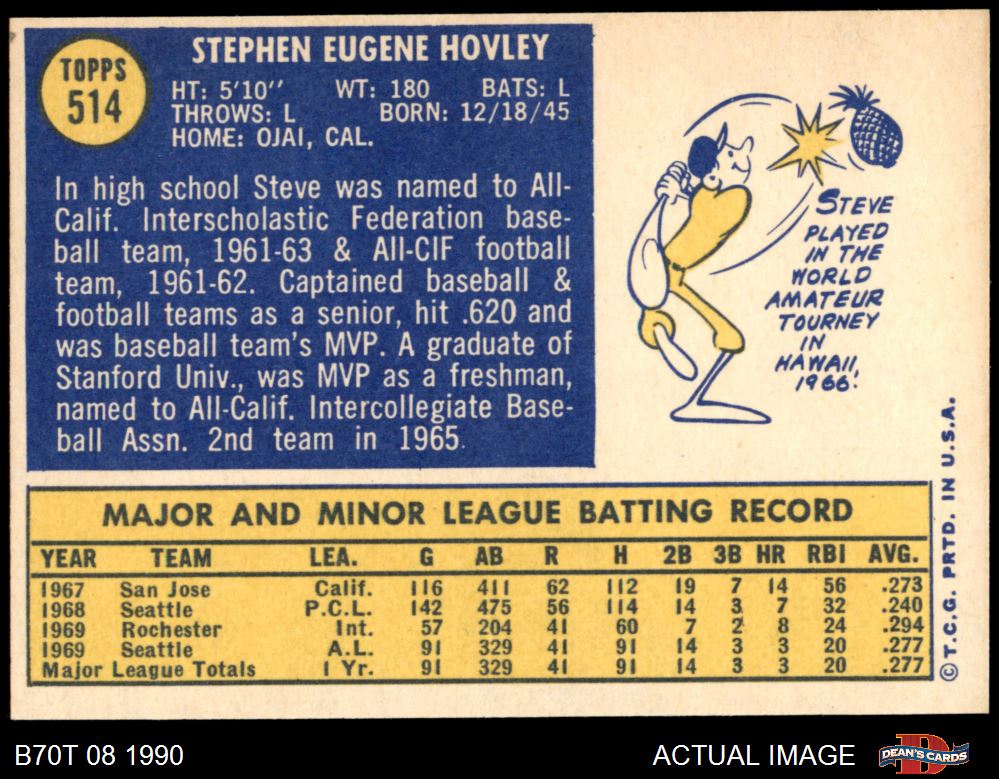 TOPPS
514
STEPHEN EUGENE HOVLEY
HT: 5'10" WT: 180 BATS: L
THROWS: L BORN: 12/18/45
HOME: OJAI, CAL.
In high school Steve was named to All-
Calif. Interscholastic Federation base-
ball team, 1961-63 & All-CIF football
team, 1961-62. Captained baseball &
football teams as a senior, hit .620 and
was baseball team's MVP. A graduate of
Stanford Univ., was MVP as a freshman,
named to All-Calif. Intercollegiate Base-
ball Assn. 2nd team in 1965.
STEVE
PLAYED
IN THE
WORLD
AMATEUR
TOURNEY
IN
HAWAII,
1966.
MAJOR AND MINOR LEAGUE BATTING RECORD
YEAR TEAM LEA. G AB R H 2B 3B HR RBI AVG.
1967 San Jose Calif. 116 411 62 112 19 7 14 56 .273
1968 Seattle P.C.L. 142 475 56 114 14 3 7 32 .240
1969 Rochester Int. 57 204 41 60 7 2 8 24 .294
1969 Seattle A.L. 91 329 41 91 14 3 3 20 .277
Major League Totals 1 Yr. 91 329 41 91 14 3 3 20 .277
©T.C.G. PRTD. IN U.S.A.
B70T 08 1990
ACTUAL IMAGE
D
DEAN'S CARDS